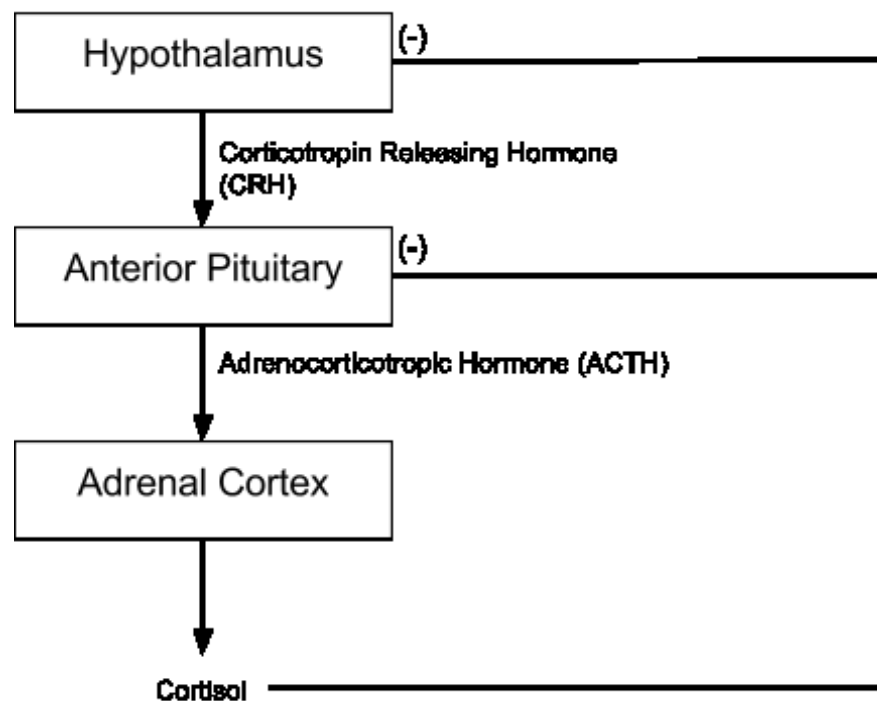 Hypothalamus
(-)
Corticotropin Releasing Hormone
(CRH)
Anterior Pituitary
(-)
Adrenocorticotropic Hormone (ACTH)
Adrenal Cortex
Cortisol